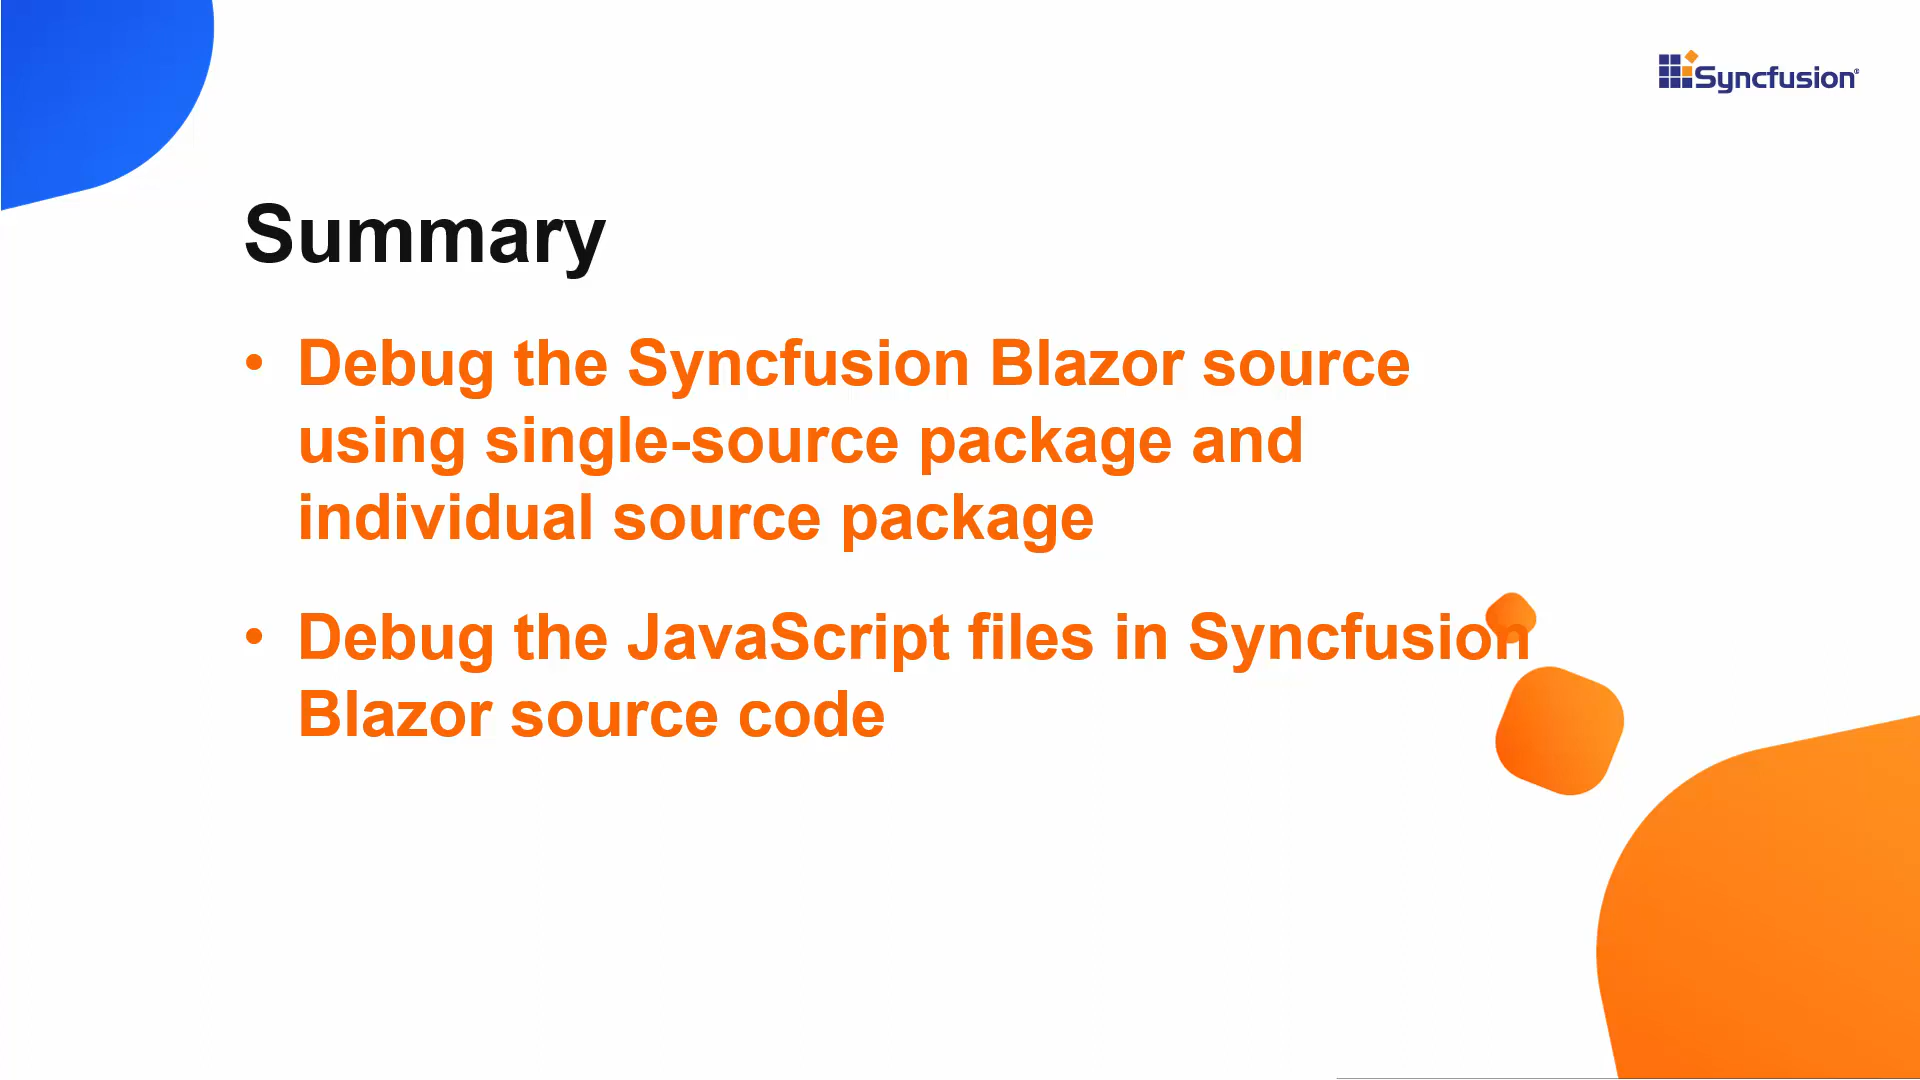 Syncfusion®
Summary
• Debug the Syncfusion Blazor source
using single-source package and
individual source package
• Debug the JavaScript files in Syncfusion
Blazor source code